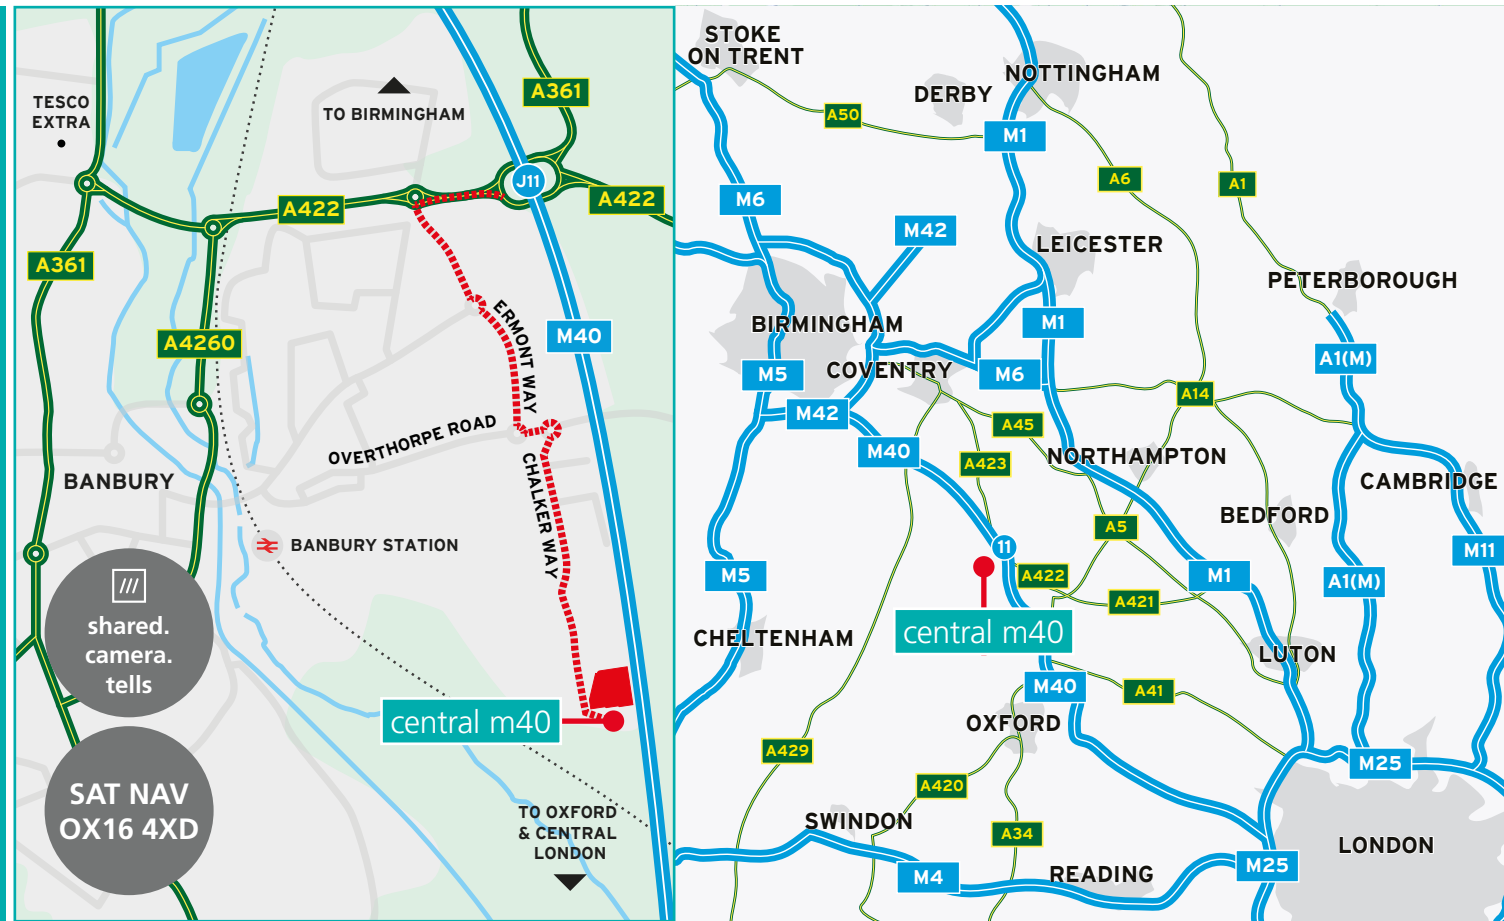 TESCO
EXTRA
TO BIRMINGHAM
A361
J11
A422
A422
A361
A4260
M40
ERMONT WAY
OVERTHORPE ROAD
CHALKER WAY
BANBURY
BANBURY STATION
///
shared.
camera.
tells
central m40
SAT NAV
OX16 4XD
TO OXFORD
& CENTRAL
LONDON
STOKE
ON TRENT
NOTTINGHAM
DERBY
A50
M1
A6
A1
M6
M42
LEICESTER
PETERBOROUGH
BIRMINGHAM
M1
A1(M)
M5
COVENTRY
M6
A14
M42
A45
M40
A423
NORTHAMPTON
CAMBRIDGE
BEDFORD
A5
11
M11
M5
A422
M1
A1(M)
A421
CHELTENHAM
central m40
LUTON
M40
A41
OXFORD
A429
M25
A420
SWINDON
A34
LONDON
M4
READING
M25